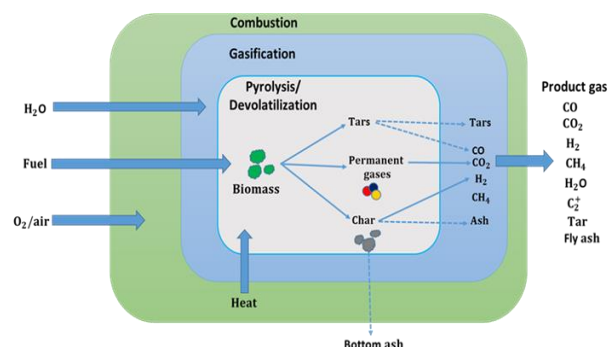 Combustion
Gasification
Pyrolysis/
Devolatilization
H₂O
Fuel
O₂/air
Heat
Biomass
Tars
Permanent
gases
Char
Tars
CO
CO₂
H₂
CH₄
Ash
Bottom ash
Product gas
CO
CO₂
H₂
CH₄
H₂O
C₂⁺
Tar
Fly ash